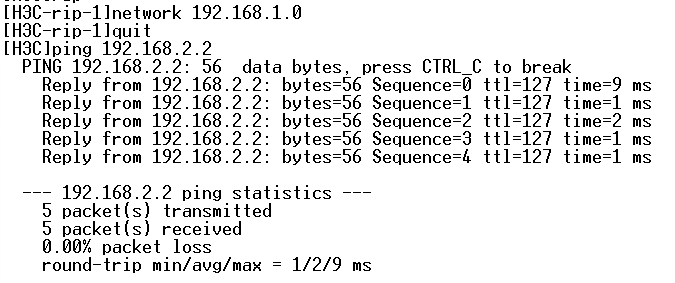 [H3C-rip-1]network 192.168.1.0
[H3C-rip-1]quit
[H3C]ping 192.168.2.2
  PING 192.168.2.2: 56  data bytes, press CTRL_C to break
    Reply from 192.168.2.2: bytes=56 Sequence=0 ttl=127 time=9 ms
    Reply from 192.168.2.2: bytes=56 Sequence=1 ttl=127 time=1 ms
    Reply from 192.168.2.2: bytes=56 Sequence=2 ttl=127 time=2 ms
    Reply from 192.168.2.2: bytes=56 Sequence=3 ttl=127 time=1 ms
    Reply from 192.168.2.2: bytes=56 Sequence=4 ttl=127 time=1 ms

  --- 192.168.2.2 ping statistics ---
    5 packet(s) transmitted
    5 packet(s) received
    0.00% packet loss
    round-trip min/avg/max = 1/2/9 ms